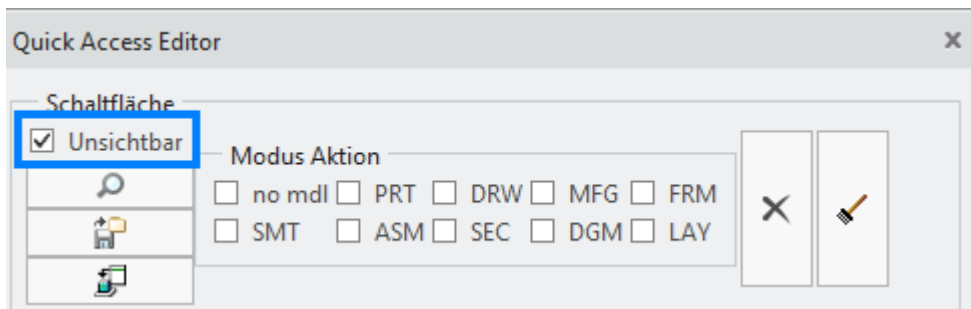 Quick Access Editor
Schaltfläche
Unsichtbar
Modus Aktion
no mdl PRT DRW MFG FRM
SMT ASM SEC DGM LAY